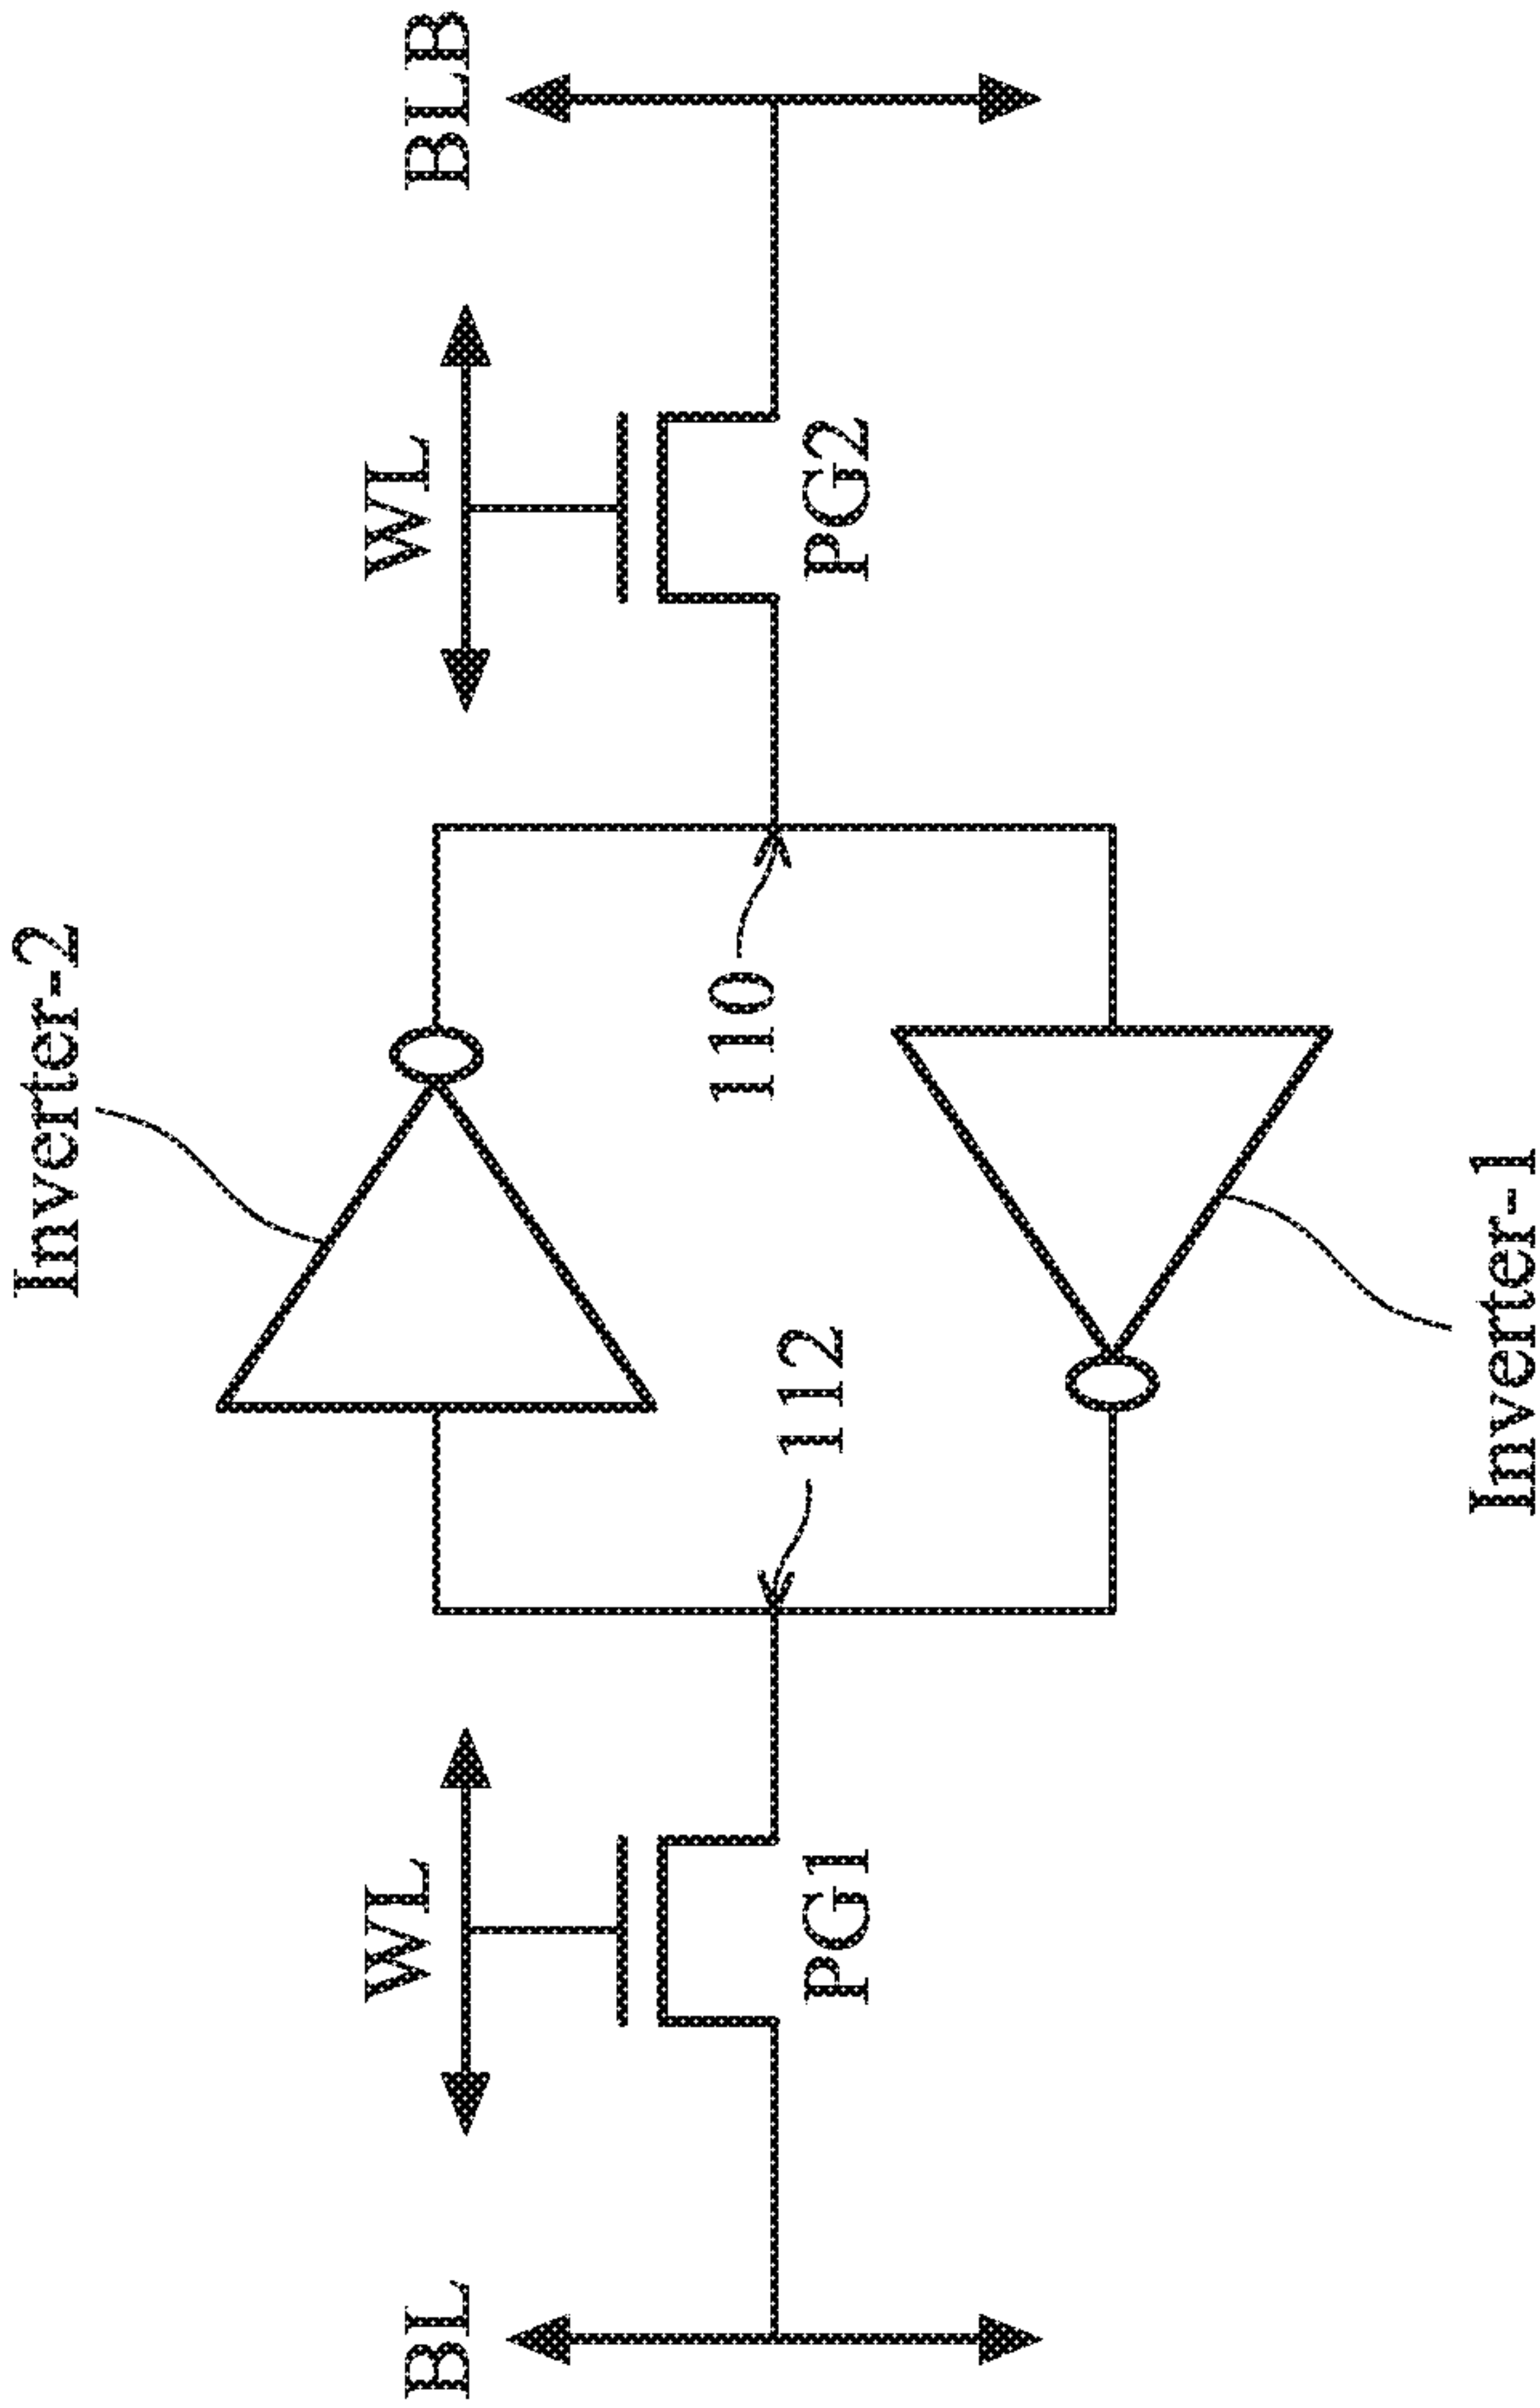 Inverter-2
WL
WL
BL
BLB
110
112
PG1
PG2
Inverter-1